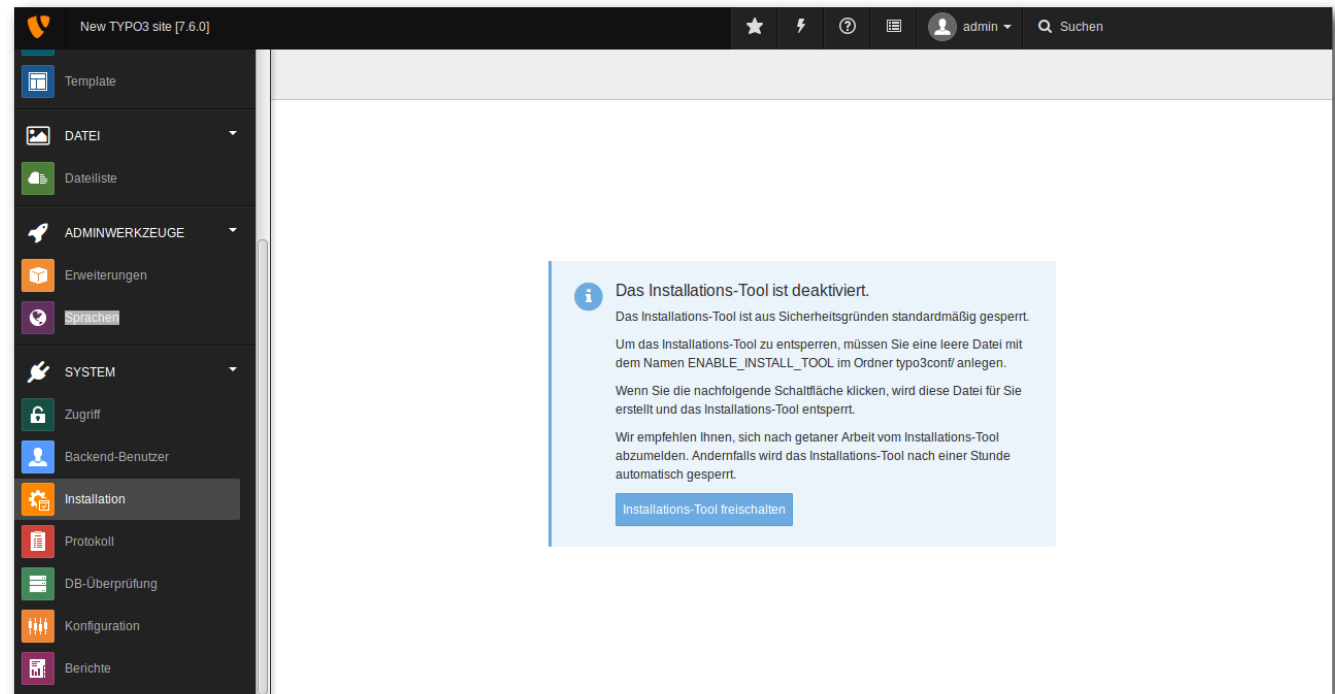 New TYPO3 site [7.6.0]
admin
Suchen
Template
DATEI
Dateiliste
ADMINWERKZEUGE
Erweiterungen
Sprachen
SYSTEM
Zugriff
Backend-Benutzer
Installation
Protokoll
DB-Überprüfung
Konfiguration
Berichte
Das Installations-Tool ist deaktiviert.
Das Installations-Tool ist aus Sicherheitsgründen standardmäßig gesperrt.
Um das Installations-Tool zu entsperren, müssen Sie eine leere Datei mit
dem Namen ENABLE_INSTALL_TOOL im Ordner typo3conf/ anlegen.
Wenn Sie die nachfolgende Schaltfläche klicken, wird diese Datei für Sie
erstellt und das Installations-Tool entsperrt.
Wir empfehlen Ihnen, sich nach getaner Arbeit vom Installations-Tool
abzumelden. Andernfalls wird das Installations-Tool nach einer Stunde
automatisch gesperrt.
Installations-Tool freischalten